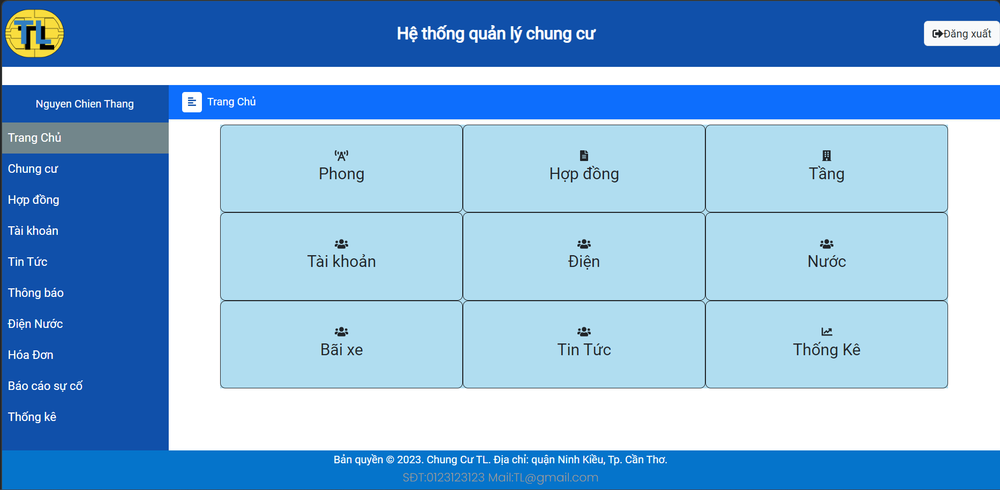 TL
Hệ thống quản lý chung cư
Đăng xuất
Nguyen Chien Thang
Trang Chủ
Trang Chủ
Chung cư
Hợp đồng
Tài khoản
Tin Tức
Thông báo
Điện Nước
Hóa Đơn
Báo cáo sự cố
Thống kê
Phong
Hợp đồng
Tầng
Tài khoản
Điện
Nước
Bãi xe
Tin Tức
Thống Kê
Bản quyền © 2023. Chung Cư TL. Địa chỉ: quận Ninh Kiều, Tp. Cần Thơ.
SĐT:0123123123 Mail:TL@gmail.com